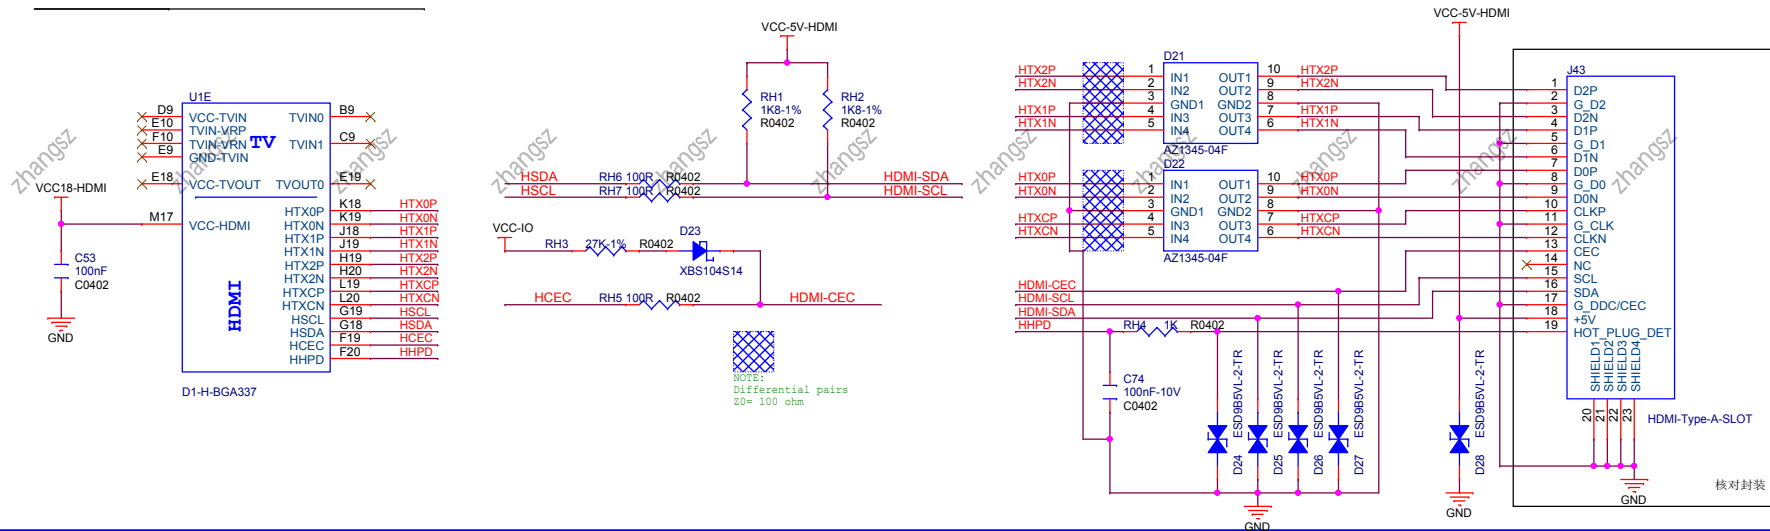 U1E
D9 VCC-TVIN
E10 TVIN-VRP
F10 TVIN-VRN
E9 GND-TVIN
TV
TVIN0 B9
TVIN1 C9
E18 VCC-TVOUT
TVOUT0 E19
VCC18-HDMI
M17 VCC-HDMI
HDMI
HTX0P K18 HTX0P
HTX0N K19 HTX0N
HTX1P J18 HTX1P
HTX1N J19 HTX1N
HTX2P H19 HTX2P
HTX2N H20 HTX2N
HTXCP L19 HTXCP
HTXCN L20 HTXCN
HSCL G19 HSCL
HSDA G18 HSDA
HCEC F19 HCEC
HHPD F20 HHPD
D1-H-BGA337
C53
100nF
C0402
GND
VCC-5V-HDMI
RH1
1K8-1%
R0402
RH2
1K8-1%
R0402
HSDA RH6 100R R0402 HDMI-SDA
HSCL RH7 100R R0402 HDMI-SCL
VCC-IO
RH3 27K-1% R0402
D23
XBS104S14
HCEC RH5 100R R0402 HDMI-CEC
NOTE:
Differential pairs
Z0= 100 ohm
D21
HTX2P 1 IN1 OUT1 10 HTX2P
HTX2N 2 IN2 OUT2 9 HTX2N
3 GND1 GND2 8
HTX1P 4 IN3 OUT3 7 HTX1P
HTX1N 5 IN4 OUT4 6 HTX1N
AZ1345-04F
D22
HTX0P 1 IN1 OUT1 10 HTX0P
HTX0N 2 IN2 OUT2 9 HTX0N
3 GND1 GND2 8
HTXCP 4 IN3 OUT3 7 HTXCP
HTXCN 5 IN4 OUT4 6 HTXCN
AZ1345-04F
HDMI-CEC
HDMI-SCL
HDMI-SDA
HHPD RH4 1K R0402
C74
100nF-10V
C0402
D24 ESD9B5VL-2-TR
D25 ESD9B5VL-2-TR
D26 ESD9B5VL-2-TR
D27 ESD9B5VL-2-TR
GND
VCC-5V-HDMI
D28 ESD9B5VL-2-TR
GND
J43
1 D2P
2 G_D2
3 D2N
4 D1P
5 G_D1
6 D1N
7 D0P
8 G_D0
9 D0N
10 CLKP
11 G_CLK
12 CLKN
13 CEC
14 NC
15 SCL
16 SDA
17 G_DDC/CEC
18 +5V
19 HOT_PLUG_DET
SHIELD1 20
SHIELD2 21
SHIELD3 22
SHIELD4 23
HDMI-Type-A-SLOT
GND
核对封装
zhangsz
zhangsz
zhangsz
zhangsz
zhangsz
zhangsz
zhangsz
zhangsz
zhangsz
zhangsz
zhangsz